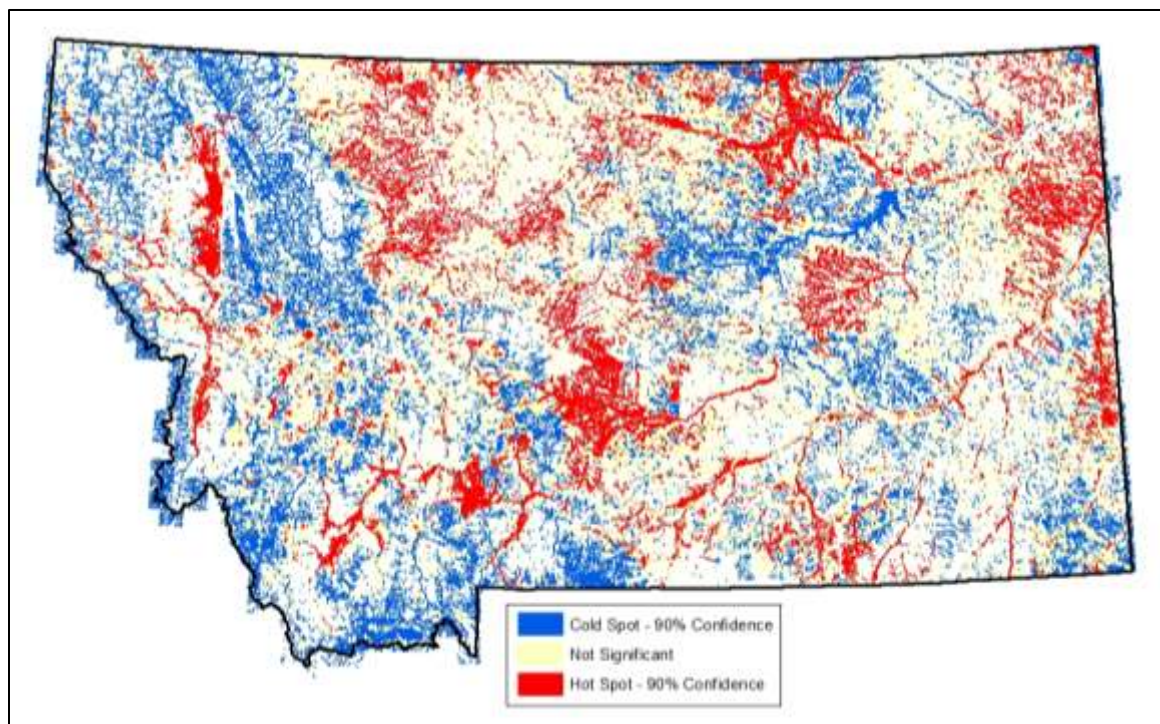 Cold Spot - 90% Confidence
Not Significant
Hot Spot - 90% Confidence